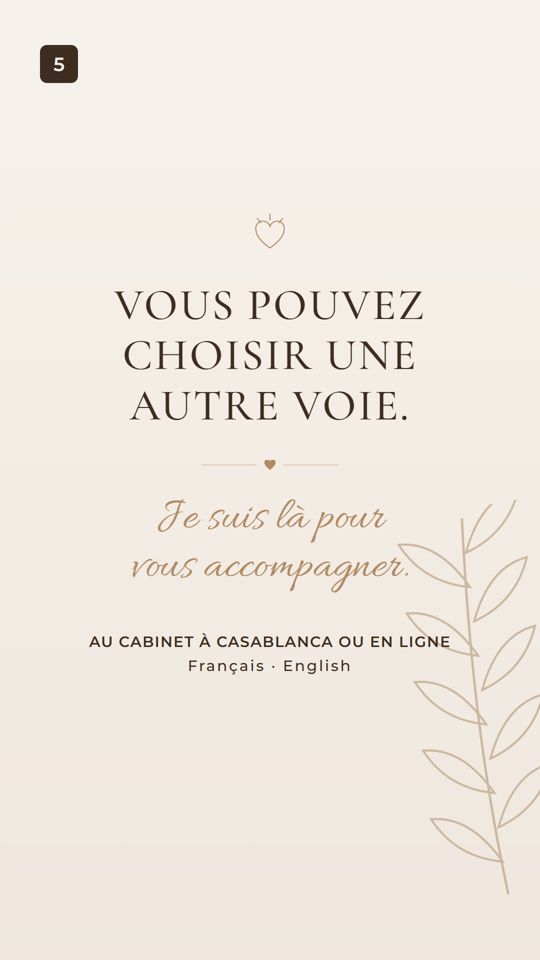 5
VOUS POUVEZ
CHOISIR UNE
AUTRE VOIE.
Je suis là pour
vous accompagner.
AU CABINET À CASABLANCA OU EN LIGNE
Français · English